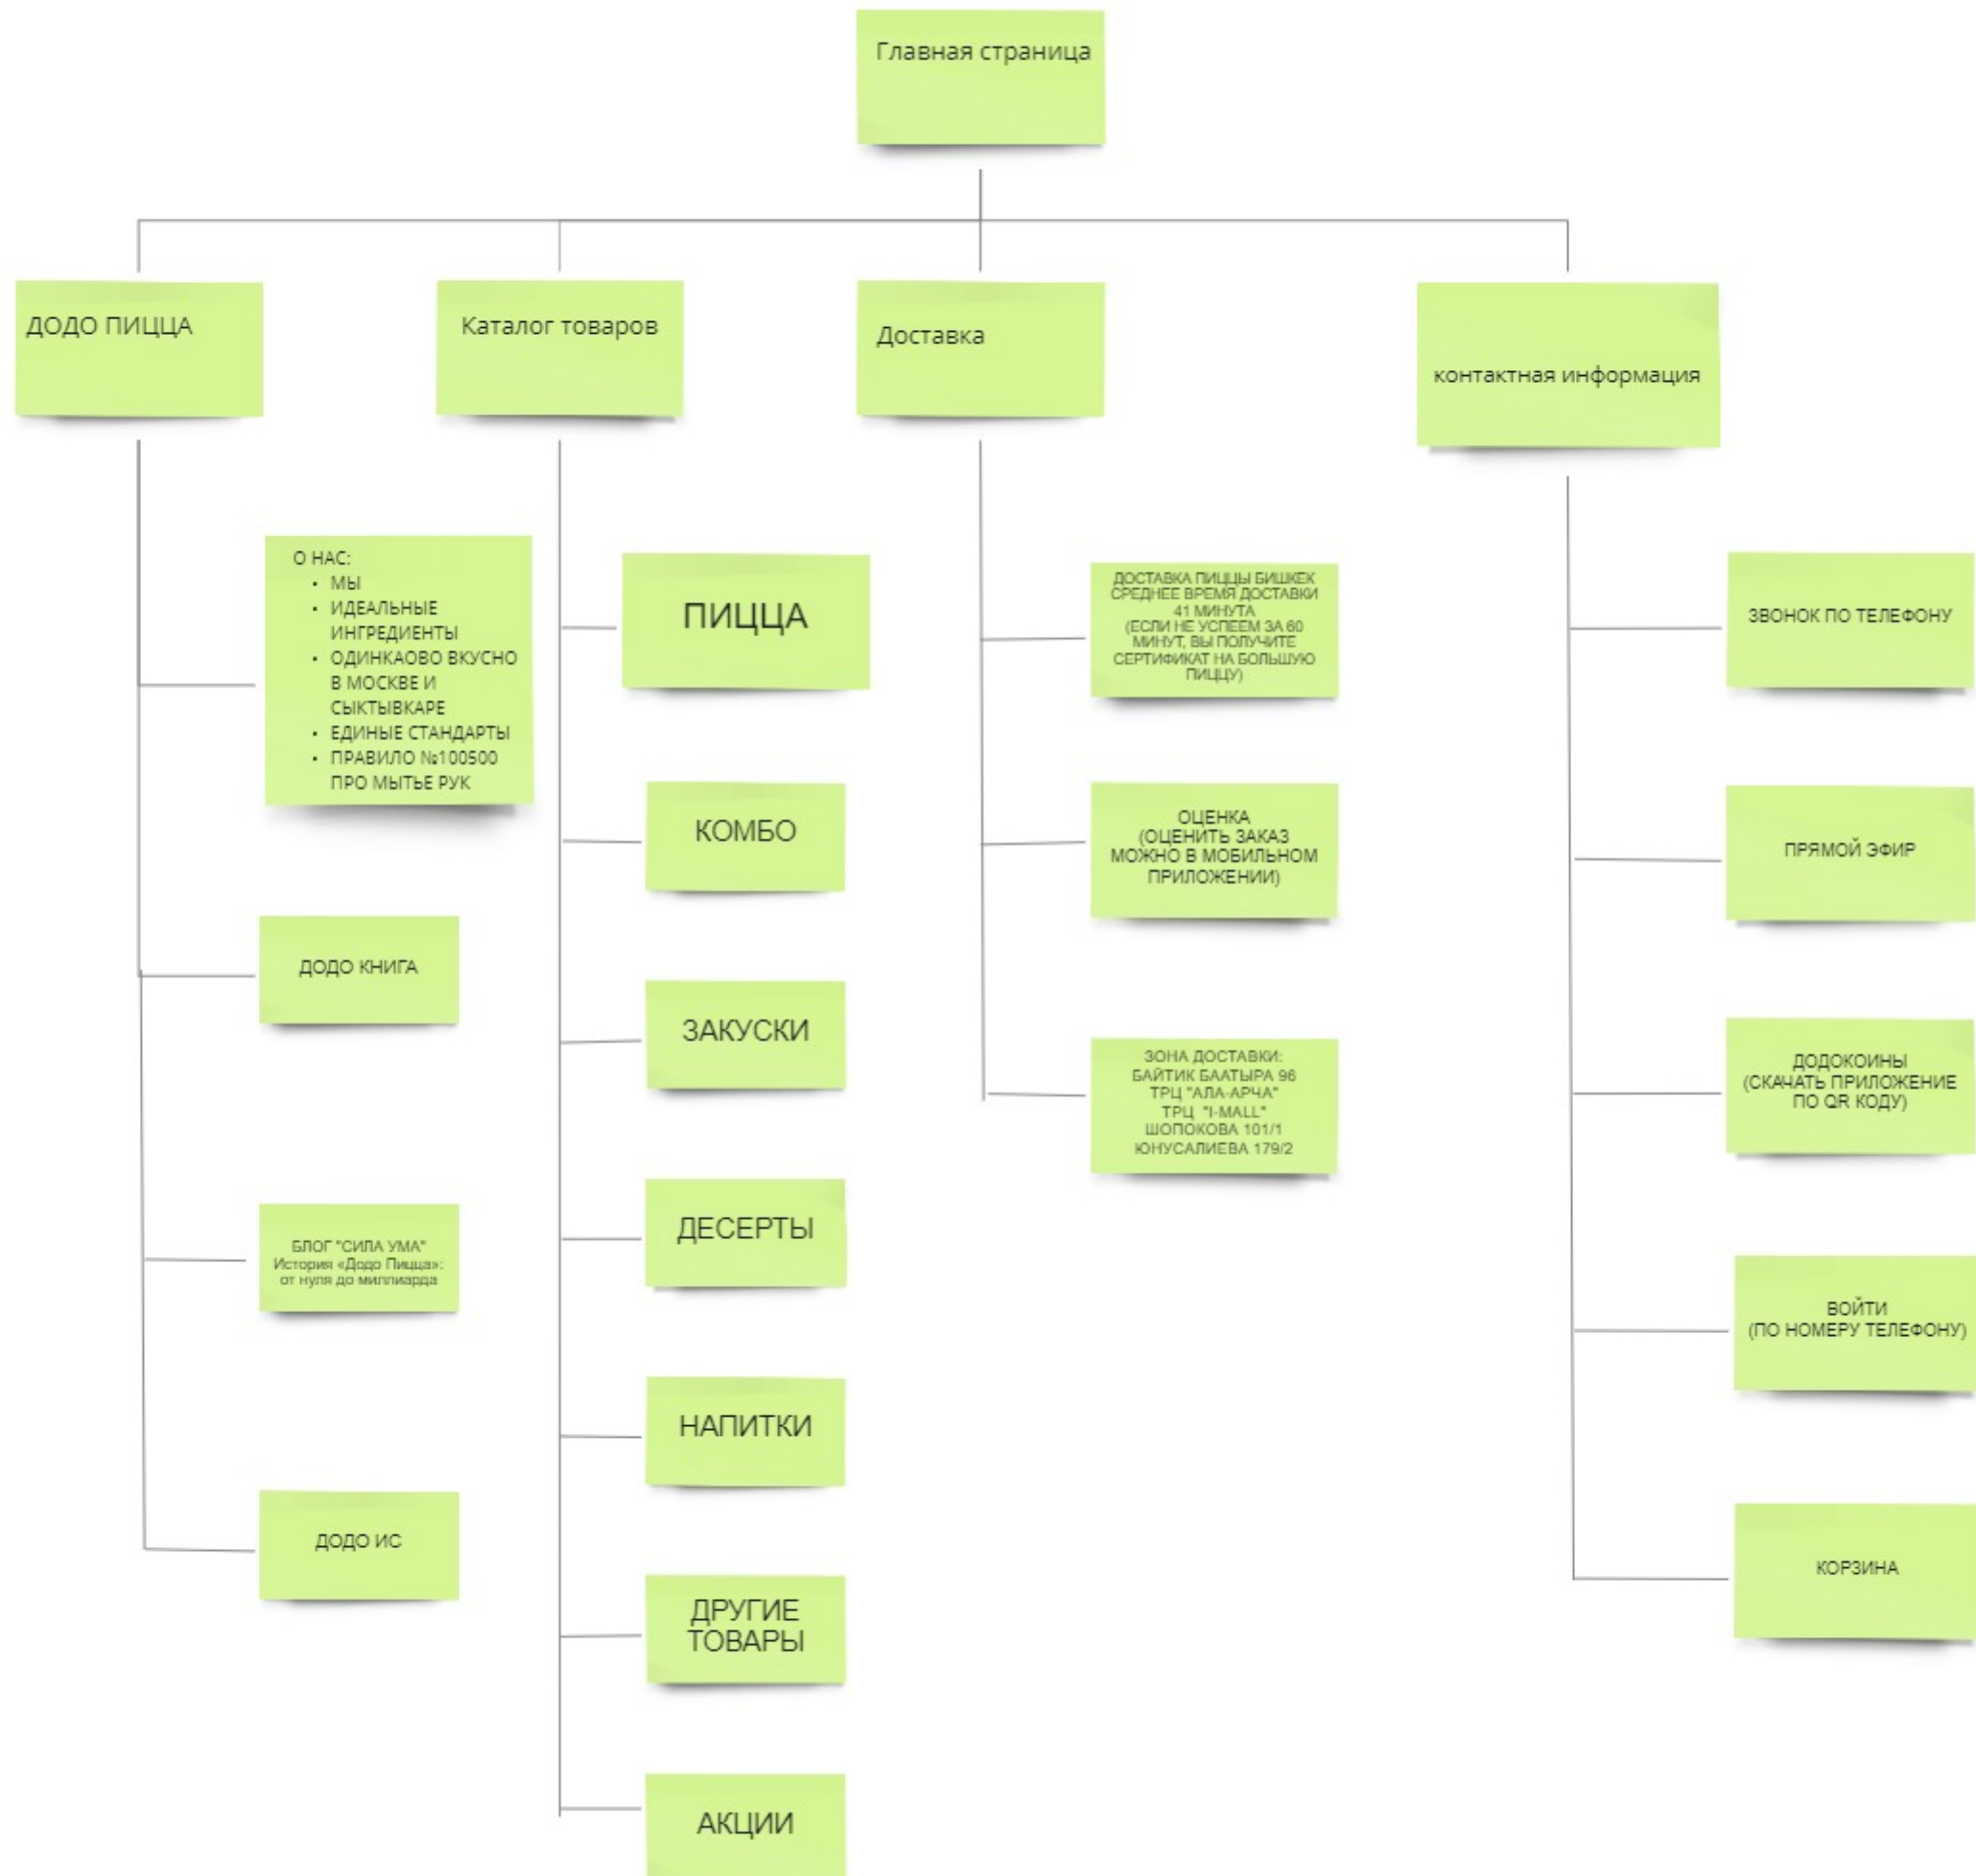 Главная страница
ДОДО ПИЦЦА
Каталог товаров
Доставка
контактная информация
О НАС:
• МЫ
• ИДЕАЛЬНЫЕ
ИНГРЕДИЕНТЫ
• ОДИНКАОВО ВКУСНО
В МОСКВЕ И
СЫКТЫВКАРЕ
• ЕДИНЫЕ СТАНДАРТЫ
• ПРАВИЛО №100500
ПРО МЫТЬЕ РУК
ДОДО КНИГА
БЛОГ "СИЛА УМА"
История «Додо Пицца»:
от нуля до миллиарда
ДОДО ИС
ПИЦЦА
КОМБО
ЗАКУСКИ
ДЕСЕРТЫ
НАПИТКИ
ДРУГИЕ
ТОВАРЫ
АКЦИИ
ДОСТАВКА ПИЦЦЫ БИШКЕК
СРЕДНЕЕ ВРЕМЯ ДОСТАВКИ
41 МИНУТА
(ЕСЛИ НЕ УСПЕЕМ ЗА 60
МИНУТ, ВЫ ПОЛУЧИТЕ
СЕРТИФИКАТ НА БОЛЬШУЮ
ПИЦЦУ)
ОЦЕНКА
(ОЦЕНИТЬ ЗАКАЗ
МОЖНО В МОБИЛЬНОМ
ПРИЛОЖЕНИИ)
ЗОНА ДОСТАВКИ:
БАЙТИК БААТЫРА 96
ТРЦ "АЛА-АРЧА"
ТРЦ "I-MALL"
ШОПОКОВА 101/1
ЮНУСАЛИЕВА 179/2
ЗВОНОК ПО ТЕЛЕФОНУ
ПРЯМОЙ ЭФИР
ДОДОКОИНЫ
(СКАЧАТЬ ПРИЛОЖЕНИЕ
ПО QR КОДУ)
ВОЙТИ
(ПО НОМЕРУ ТЕЛЕФОНУ)
КОРЗИНА